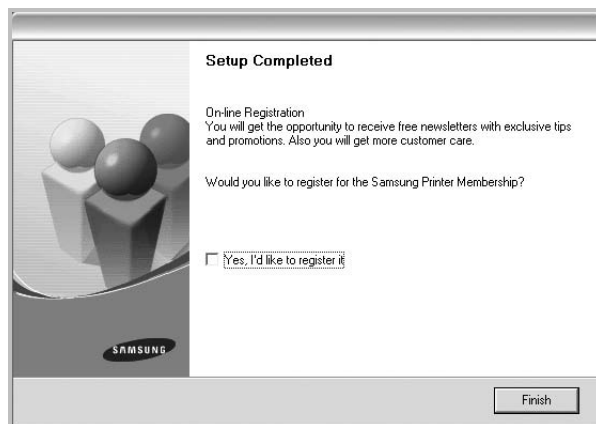 Setup Completed
On-line Registration
You will get the opportunity to receive free newsletters with exclusive tips
and promotions. Also you will get more customer care.
Would you like to register for the Samsung Printer Membership?
Yes, I'd like to register it
SAMSUNG
Finish